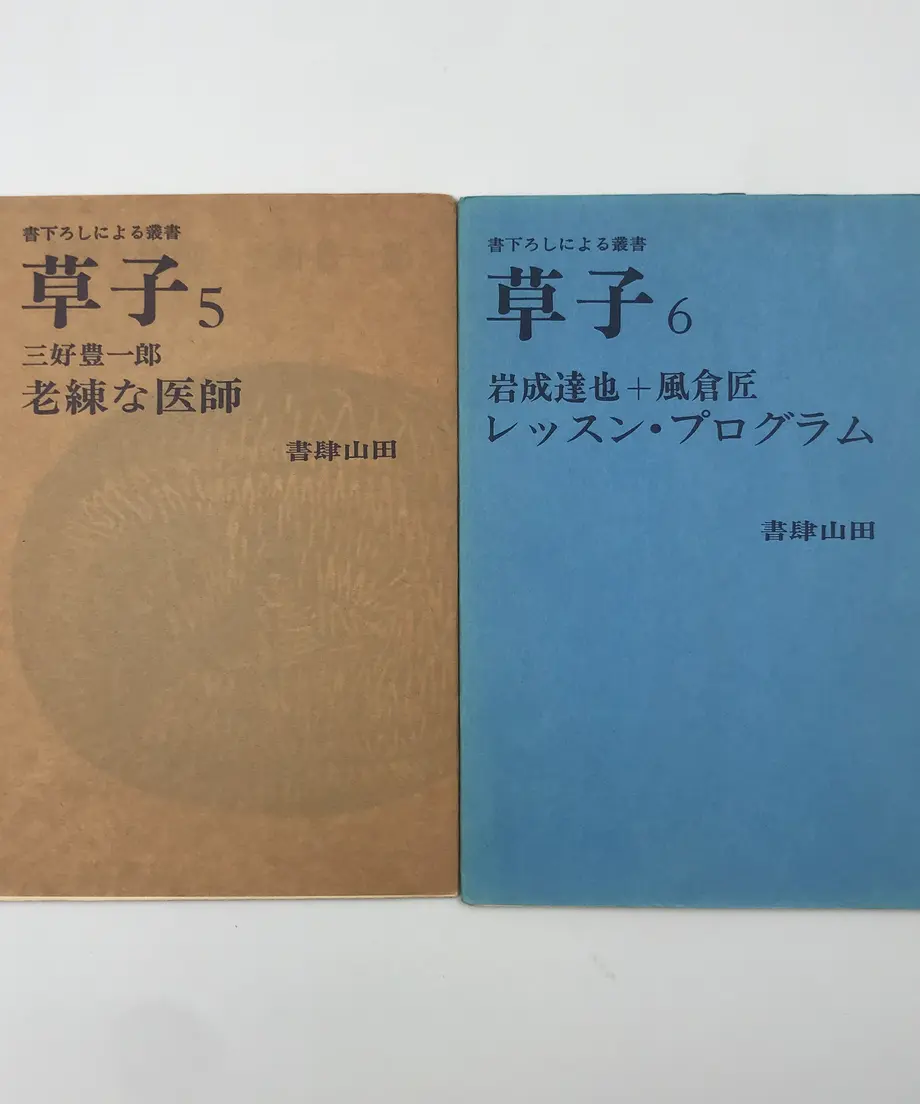 書下ろしによる叢書
草子5
三好豊一郎
老練な医師
書肆山田
書下ろしによる叢書
草子6
岩成達也+風倉匠
レッスン・プログラム
書肆山田